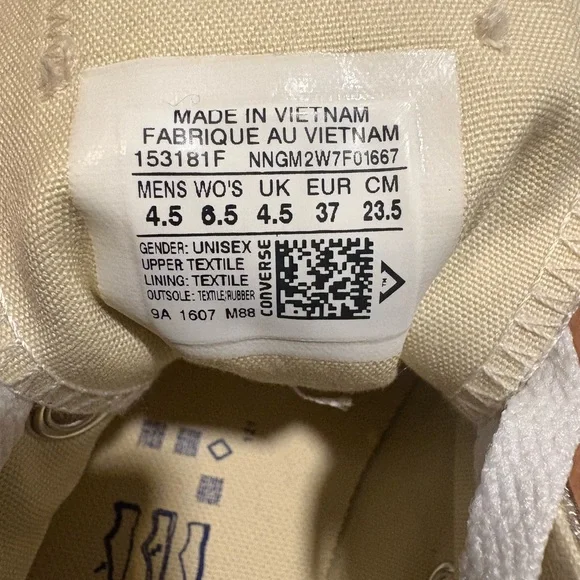 MADE IN VIETNAM
FABRIQUE AU VIETNAM
153181F NNGM2W7F01667
MENS WO'S UK EUR CM
4.5 6.5 4.5 37 23.5
GENDER: UNISEX
UPPER TEXTILE
LINING: TEXTILE
OUTSOLE: TEXTILE/RUBBER
9A 1607 M88
CONVERSE
TM